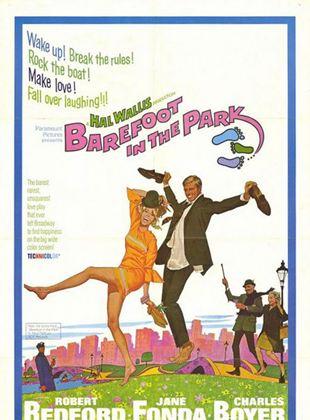 Wake up! Break the rules!
Rock the boat!
Make love!
Fall over laughing!!!
A
HAL WALLIS
PRODUCTION
Paramount
Pictures
presents
BAREFOOT
IN THE PARK
The barest
rarest,
unsquarest
love play
that ever
left Broadway
to find happiness
on the big wide
color screen!
TECHNICOLOR®
ROBERT JANE CHARLES
REDFORD FONDA BOYER